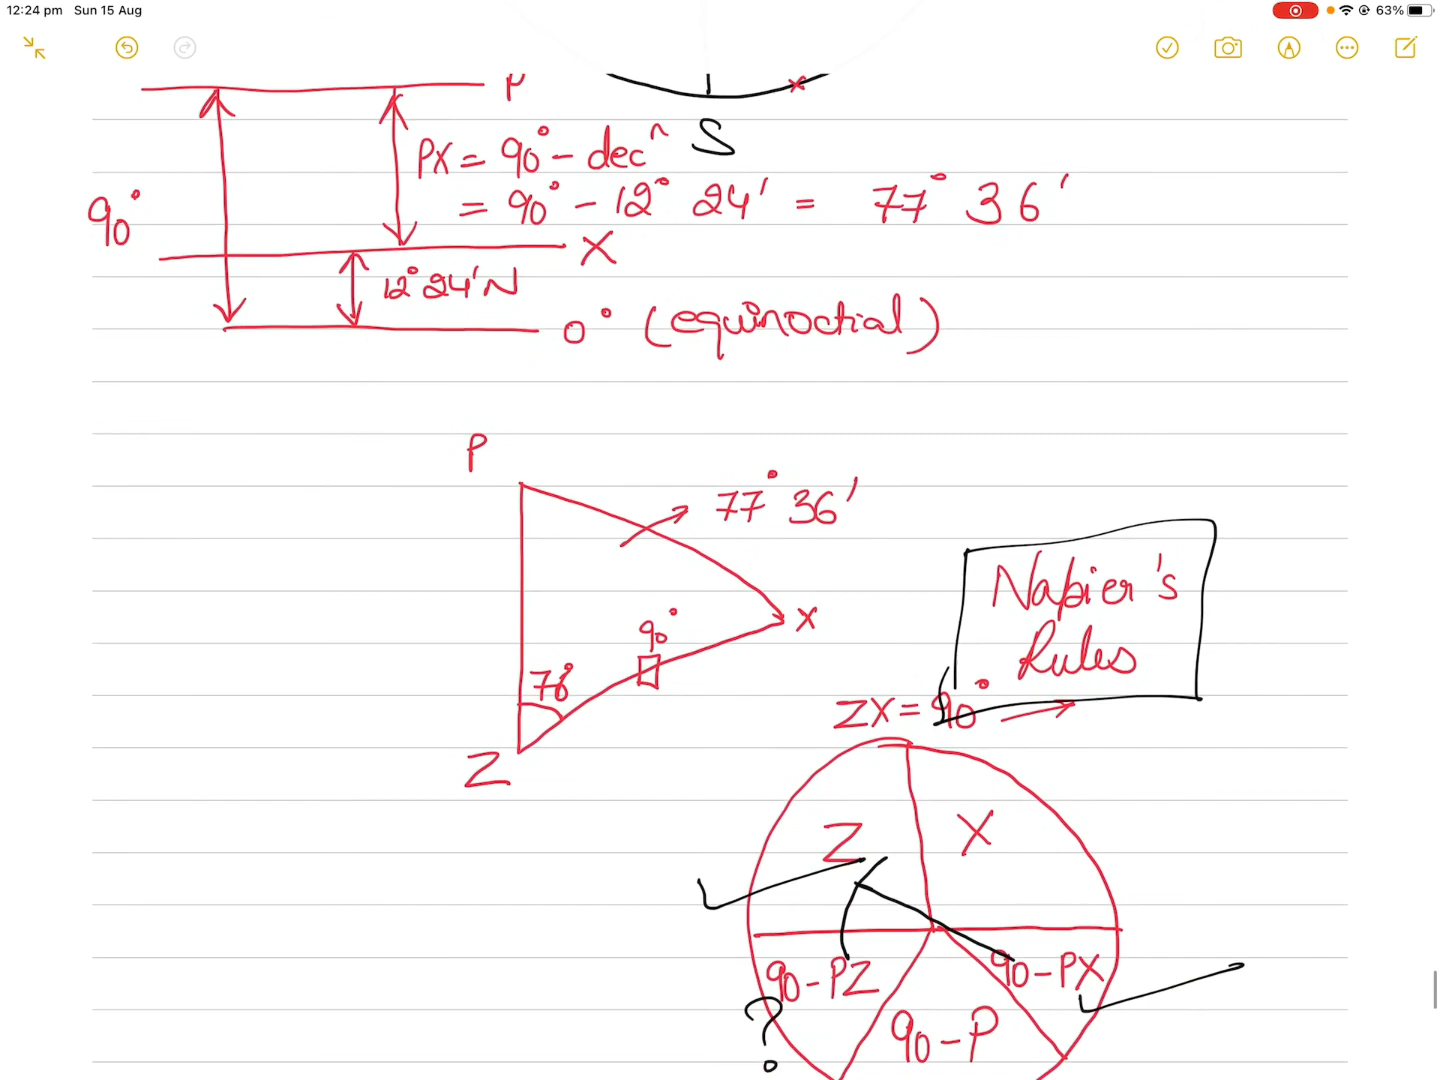 12:24 pm Sun 15 Aug
63%
P
S
PX = 90° - decⁿ
= 90° - 12° 24' = 77° 36'
90°
X
12° 24' N
0° (equinoctial)
P
77° 36'
Napier's
Rules
90°
X
78°
Z
ZX = 90°
Z
X
90-PZ
90-PX
?
90-P